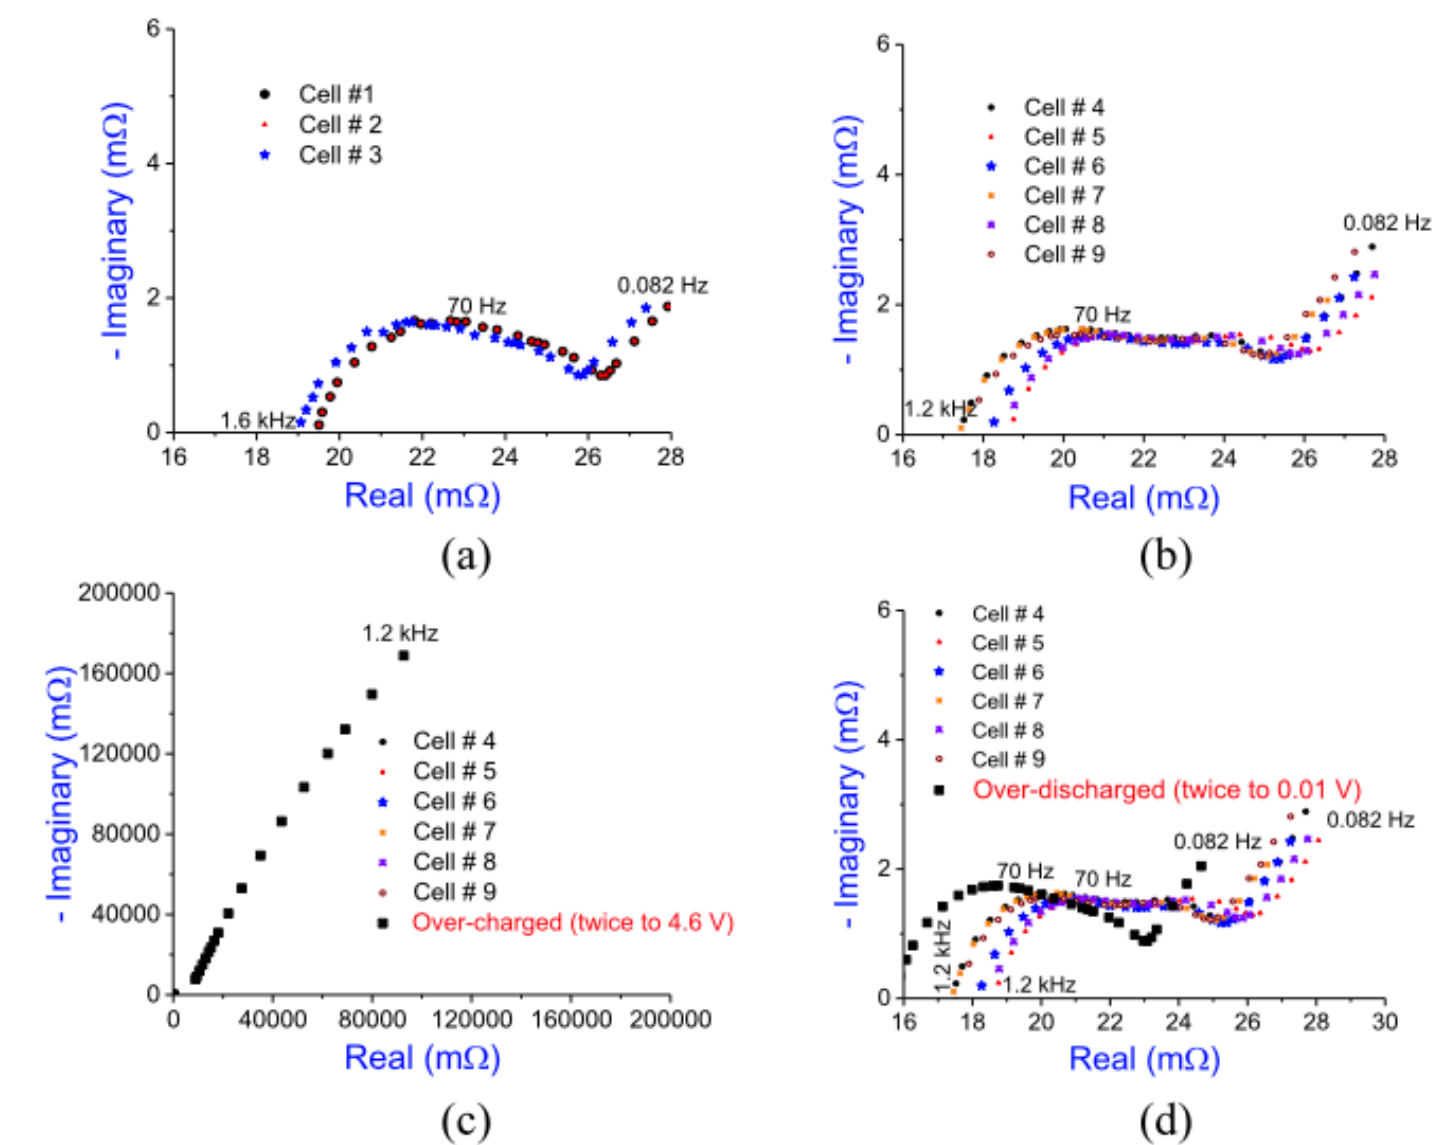 6
4
2
0
- Imaginary (mΩ)
Cell #1
Cell # 2
Cell # 3
70 Hz
0.082 Hz
1.6 kHz
16 18 20 22 24 26 28
Real (mΩ)
(a)
6
4
2
0
- Imaginary (mΩ)
Cell # 4
Cell # 5
Cell # 6
Cell # 7
Cell # 8
Cell # 9
0.082 Hz
70 Hz
1.2 kHz
16 18 20 22 24 26 28
Real (mΩ)
(b)
200000
160000
120000
80000
40000
0
- Imaginary (mΩ)
1.2 kHz
Cell # 4
Cell # 5
Cell # 6
Cell # 7
Cell # 8
Cell # 9
Over-charged (twice to 4.6 V)
0 40000 80000 120000 160000 200000
Real (mΩ)
(c)
6
4
2
0
- Imaginary (mΩ)
Cell # 4
Cell # 5
Cell # 6
Cell # 7
Cell # 8
Cell # 9
Over-discharged (twice to 0.01 V)
0.082 Hz
0.082 Hz
70 Hz
70 Hz
1.2 kHz
1.2 kHz
16 18 20 22 24 26 28 30
Real (mΩ)
(d)